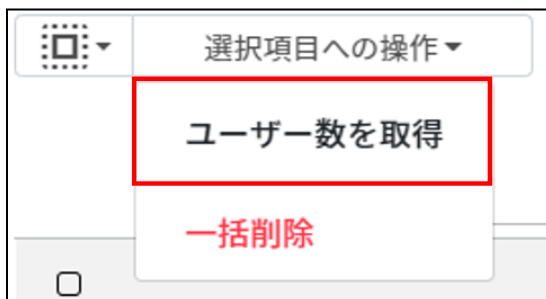 選択項目への操作
ユーザー数を取得
一括削除